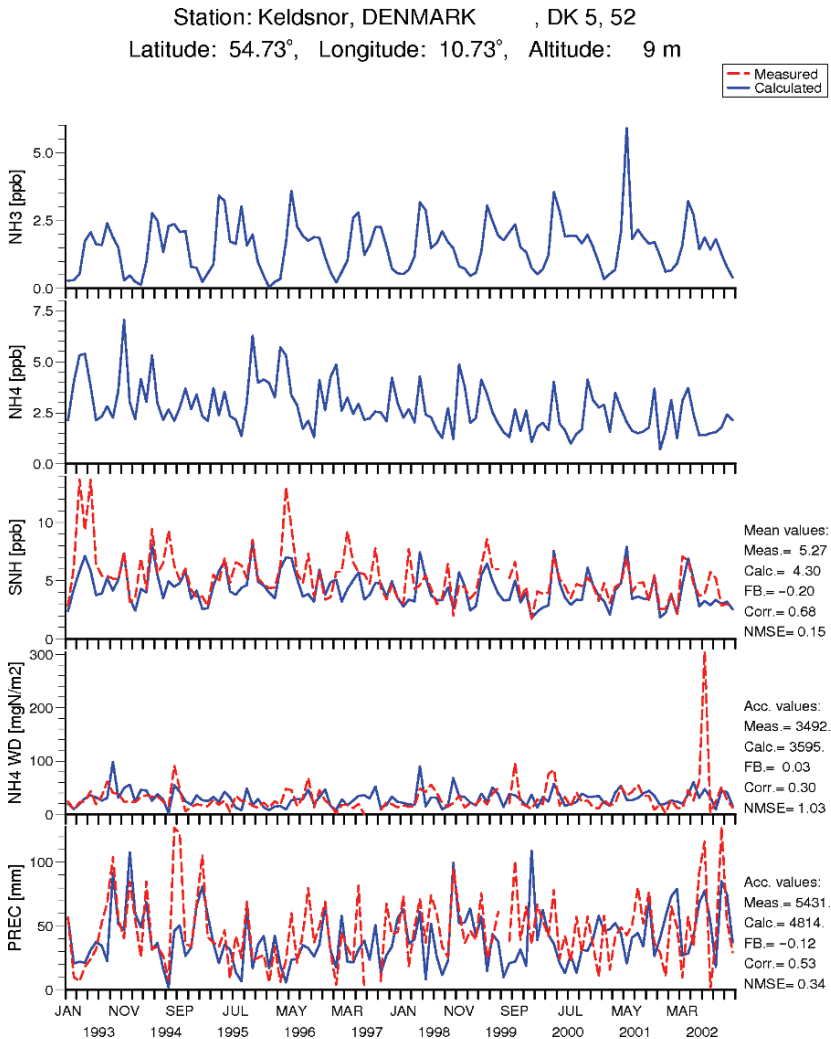 Station: Keldsnor, DENMARK , DK 5, 52
Latitude: 54.73°, Longitude: 10.73°, Altitude: 9 m
Measured
Calculated
NH3 [ppb]
5.0
2.5
0.0
NH4 [ppb]
7.5
5.0
2.5
0.0
SNH [ppb]
10
5
0
Mean values:
Meas.= 5.27
Calc.= 4.30
FB.= −0.20
Corr.= 0.68
NMSE= 0.15
NH4 WD [mgN/m2]
300
200
100
0
Acc. values:
Meas.= 3492.
Calc.= 3595.
FB.= 0.03
Corr.= 0.30
NMSE= 1.03
PREC [mm]
100
50
0
Acc. values:
Meas.= 5431.
Calc.= 4814.
FB.= −0.12
Corr.= 0.53
NMSE= 0.34
JAN NOV SEP JUL MAY MAR JAN NOV SEP JUL MAY MAR
1993 1994 1995 1996 1997 1998 1999 2000 2001 2002